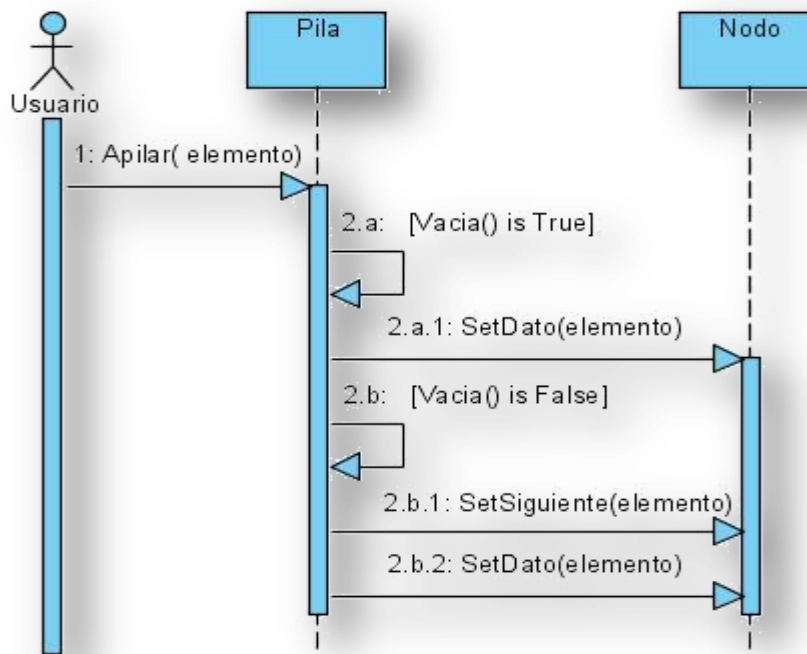 Pila
Nodo
Usuario
1: Apilar( elemento)
2.a: [Vacia() is True]
2.a.1: SetDato(elemento)
2.b: [Vacia() is False]
2.b.1: SetSiguiente(elemento)
2.b.2: SetDato(elemento)